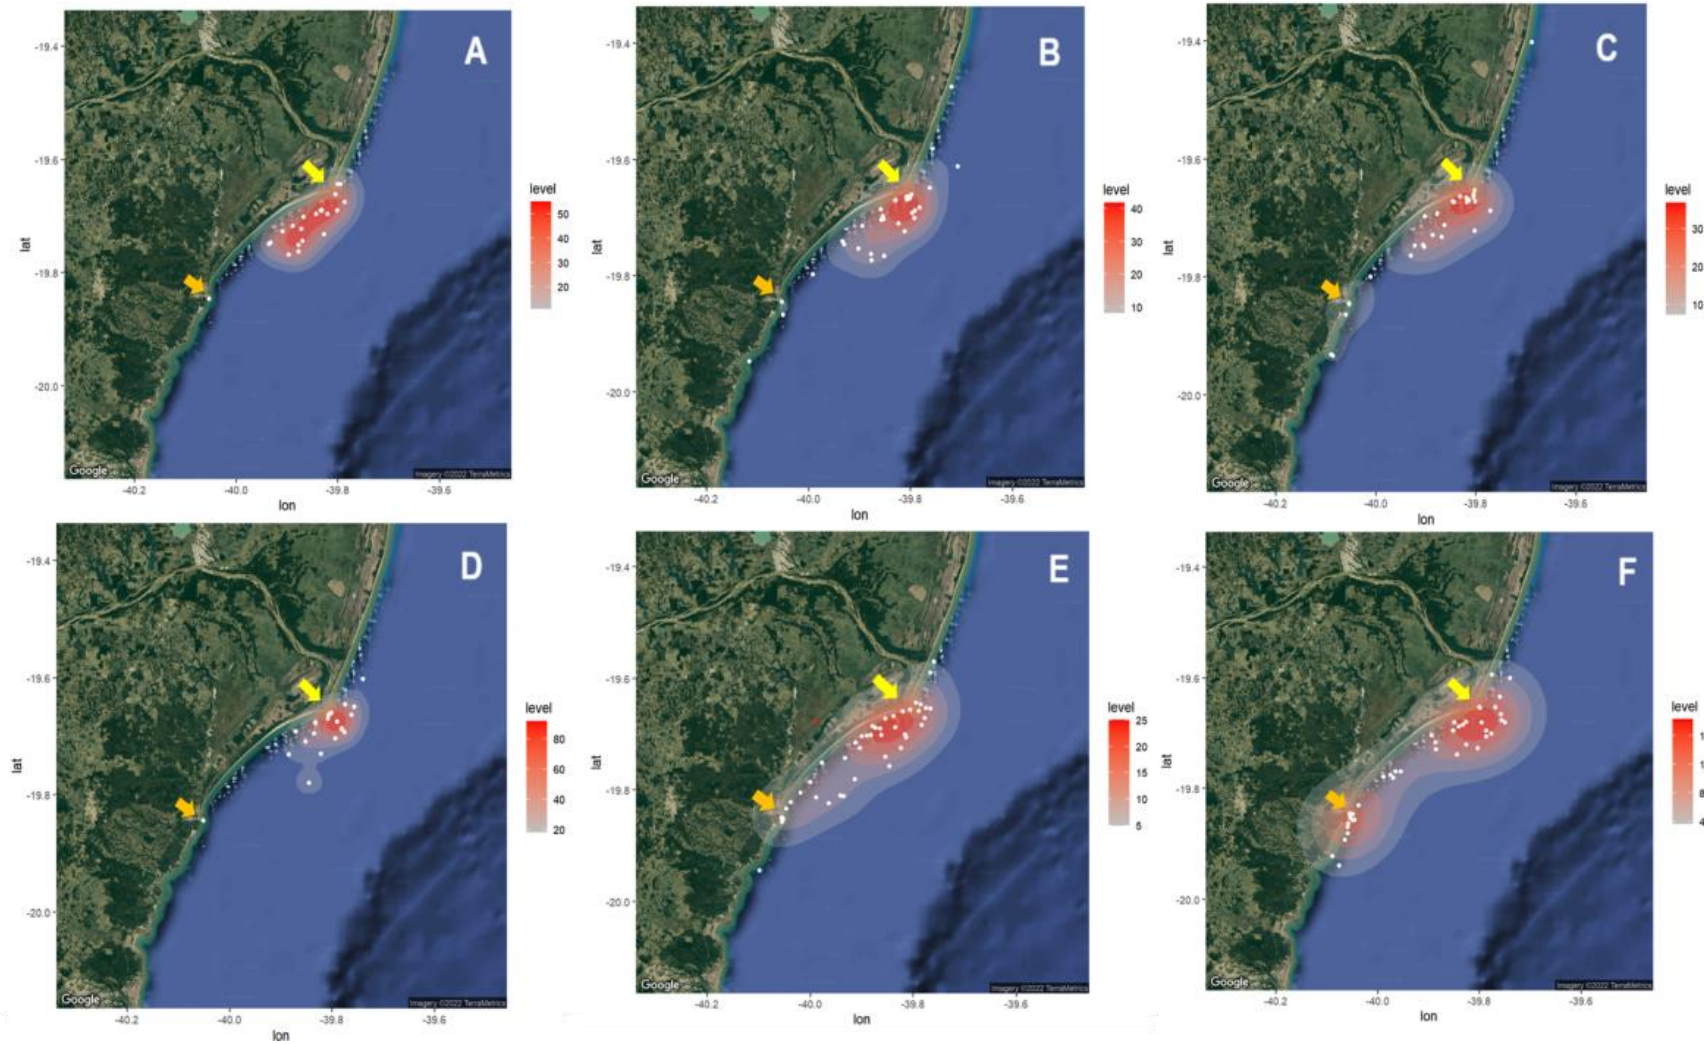 A
-19.4
-19.6
-19.8
-20.0
lat
level
50
40
30
20
Google
Imagery ©2022 TerraMetrics
-40.2
-40.0
-39.8
-39.6
lon
B
-19.4
-19.6
-19.8
-20.0
lat
level
40
30
20
10
Google
Imagery ©2022 TerraMetrics
-40.2
-40.0
-39.8
-39.6
lon
C
-19.4
-19.6
-19.8
-20.0
lat
level
30
20
10
Google
Imagery ©2022 TerraMetrics
-40.2
-40.0
-39.8
-39.6
lon
D
-19.4
-19.6
-19.8
-20.0
lat
level
80
60
40
20
Google
Imagery ©2022 TerraMetrics
-40.2
-40.0
-39.8
-39.6
lon
E
-19.4
-19.6
-19.8
-20.0
lat
level
25
20
15
10
5
Google
Imagery ©2022 TerraMetrics
-40.2
-40.0
-39.8
-39.6
lon
F
-19.4
-19.6
-19.8
-20.0
lat
level
8
4
Google
Imagery ©2022 TerraMetrics
-40.2
-40.0
-39.8
-39.6
lon